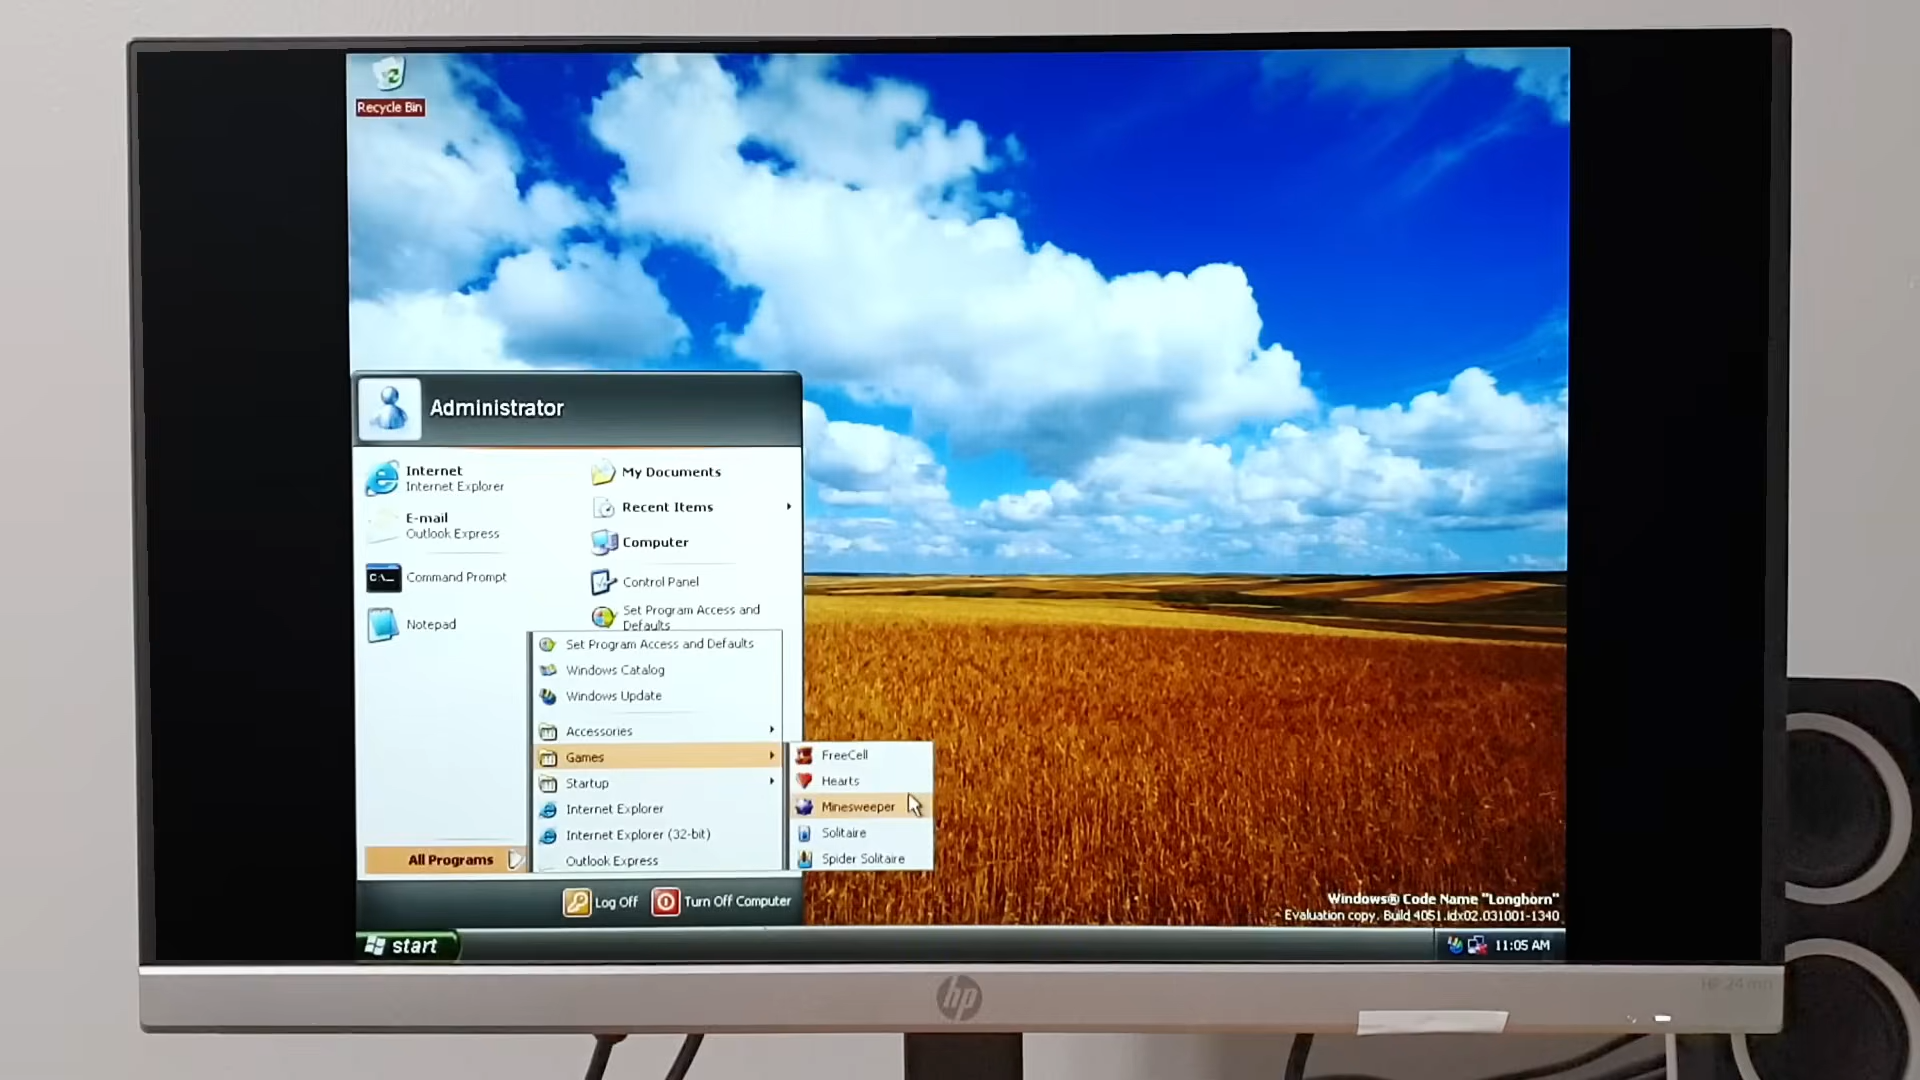 Recycle Bin
Administrator
Internet
Internet Explorer
E-mail
Outlook Express
Command Prompt
Notepad
My Documents
Recent Items
Computer
Control Panel
Set Program Access and
Defaults
Set Program Access and Defaults
Windows Catalog
Windows Update
Accessories
Games
Startup
Internet Explorer
Internet Explorer (32-bit)
Outlook Express
FreeCell
Hearts
Minesweeper
Solitaire
Spider Solitaire
All Programs
Log Off
Turn Off Computer
Windows® Code Name "Longhorn"
Evaluation copy. Build 4051.idx02.031001-1340
start
11:05 AM
hp